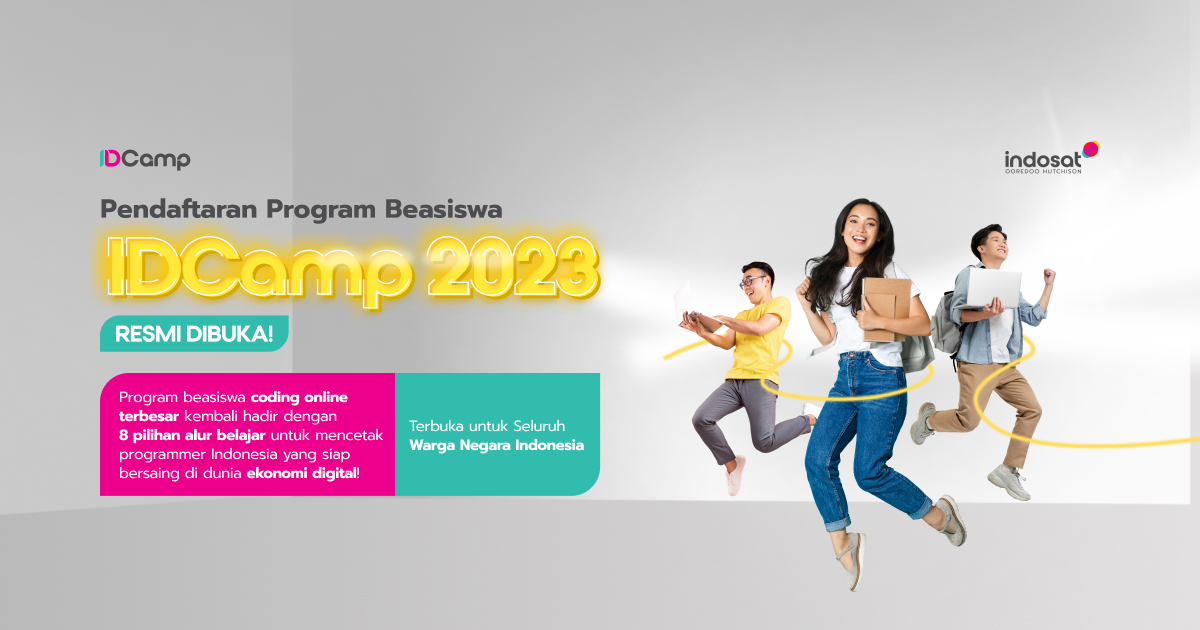 IDCamp
indosat
OOREDOO HUTCHISON
Pendaftaran Program Beasiswa
IDCamp 2023
RESMI DIBUKA!
Program beasiswa coding online
terbesar kembali hadir dengan
8 pilihan alur belajar untuk mencetak
programmer Indonesia yang siap
bersaing di dunia ekonomi digital!
Terbuka untuk Seluruh
Warga Negara Indonesia